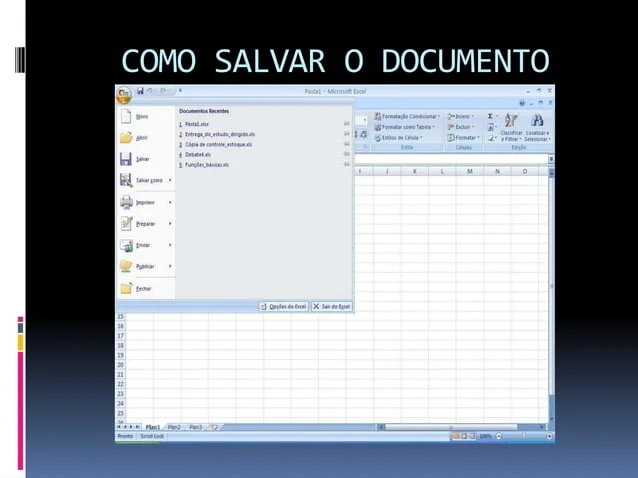 COMO SALVAR O DOCUMENTO
Pasta1 - Microsoft Excel
Novo
Abrir
Salvar
Salvar como
Imprimir
Preparar
Enviar
Publicar
Fechar
Documentos Recentes
1 Pasta1.xlsx
2 Entrega_do_estudo_dirigido.xls
3 Cópia de controle_estoque.xls
4 Debate4.xls
5 Funções_básicas.xls
Opções do Excel
Sair do Excel
Formatação Condicional
Formatar como Tabela
Estilos de Célula
Estilo
Inserir
Excluir
Formatar
Células
Classificar e Filtrar
Localizar e Selecionar
Edição
I J K L M N O
15
16
17
18
19
20
21
22
23
24
25
Plan1 Plan2 Plan3
Pronto Scroll Lock 100%